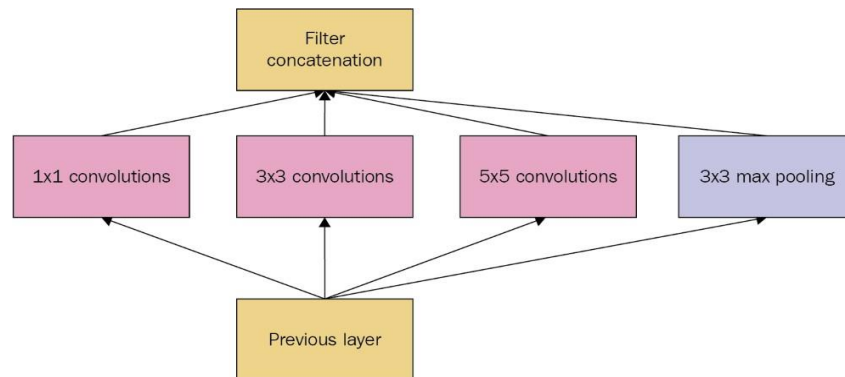 Filter
concatenation
1x1 convolutions
3x3 convolutions
5x5 convolutions
3x3 max pooling
Previous layer